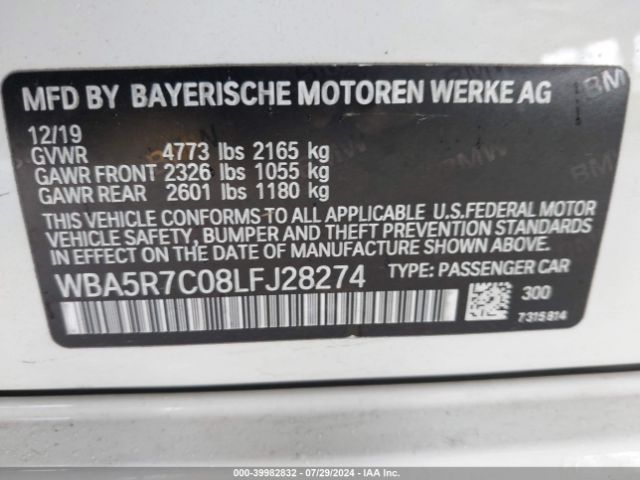 MFD BY BAYERISCHE MOTOREN WERKE AG
12/19
GVWR 4773 lbs 2165 kg
GAWR FRONT 2326 lbs 1055 kg
GAWR REAR 2601 lbs 1180 kg
THIS VEHICLE CONFORMS TO ALL APPLICABLE U.S.FEDERAL MOTOR
VEHICLE SAFETY, BUMPER AND THEFT PREVENTION STANDARDS
IN EFFECT ON THE DATE OF MANUFACTURE SHOWN ABOVE.
WBA5R7C08LFJ28274 TYPE: PASSENGER CAR
300
7315814
000-39982832 - 07/29/2024 - IAAI.com